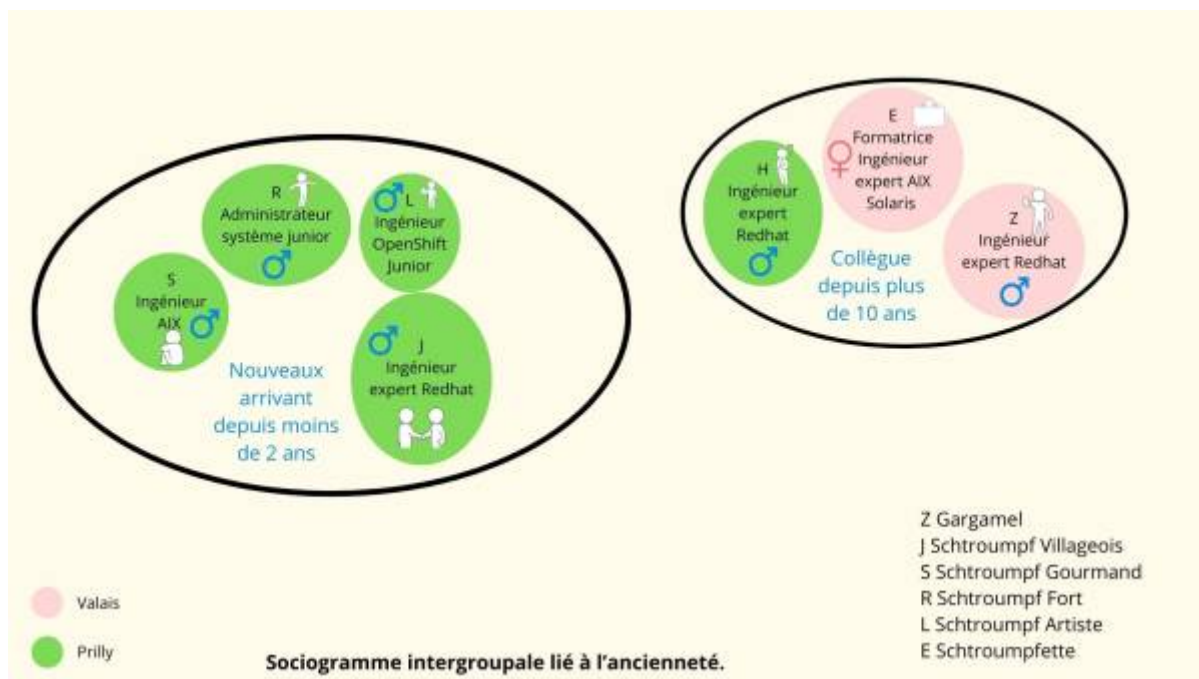 R
Administrateur
système junior
L
Ingénieur
OpenShift
Junior
S
Ingénieur
AIX
J
Ingénieur
expert Redhat
Nouveaux
arrivant
depuis moins
de 2 ans
E
Formatrice
Ingénieur
expert AIX
Solaris
H
Ingénieur
expert
Redhat
Z
Ingénieur
expert Redhat
Collègue
depuis plus
de 10 ans
Z Gargamel
J Schtroumpf Villageois
S Schtroumpf Gourmand
R Schtroumpf Fort
L Schtroumpf Artiste
E Schtroumpfette
Valais
Prilly
Sociogramme intergroupale lié à l'ancienneté.